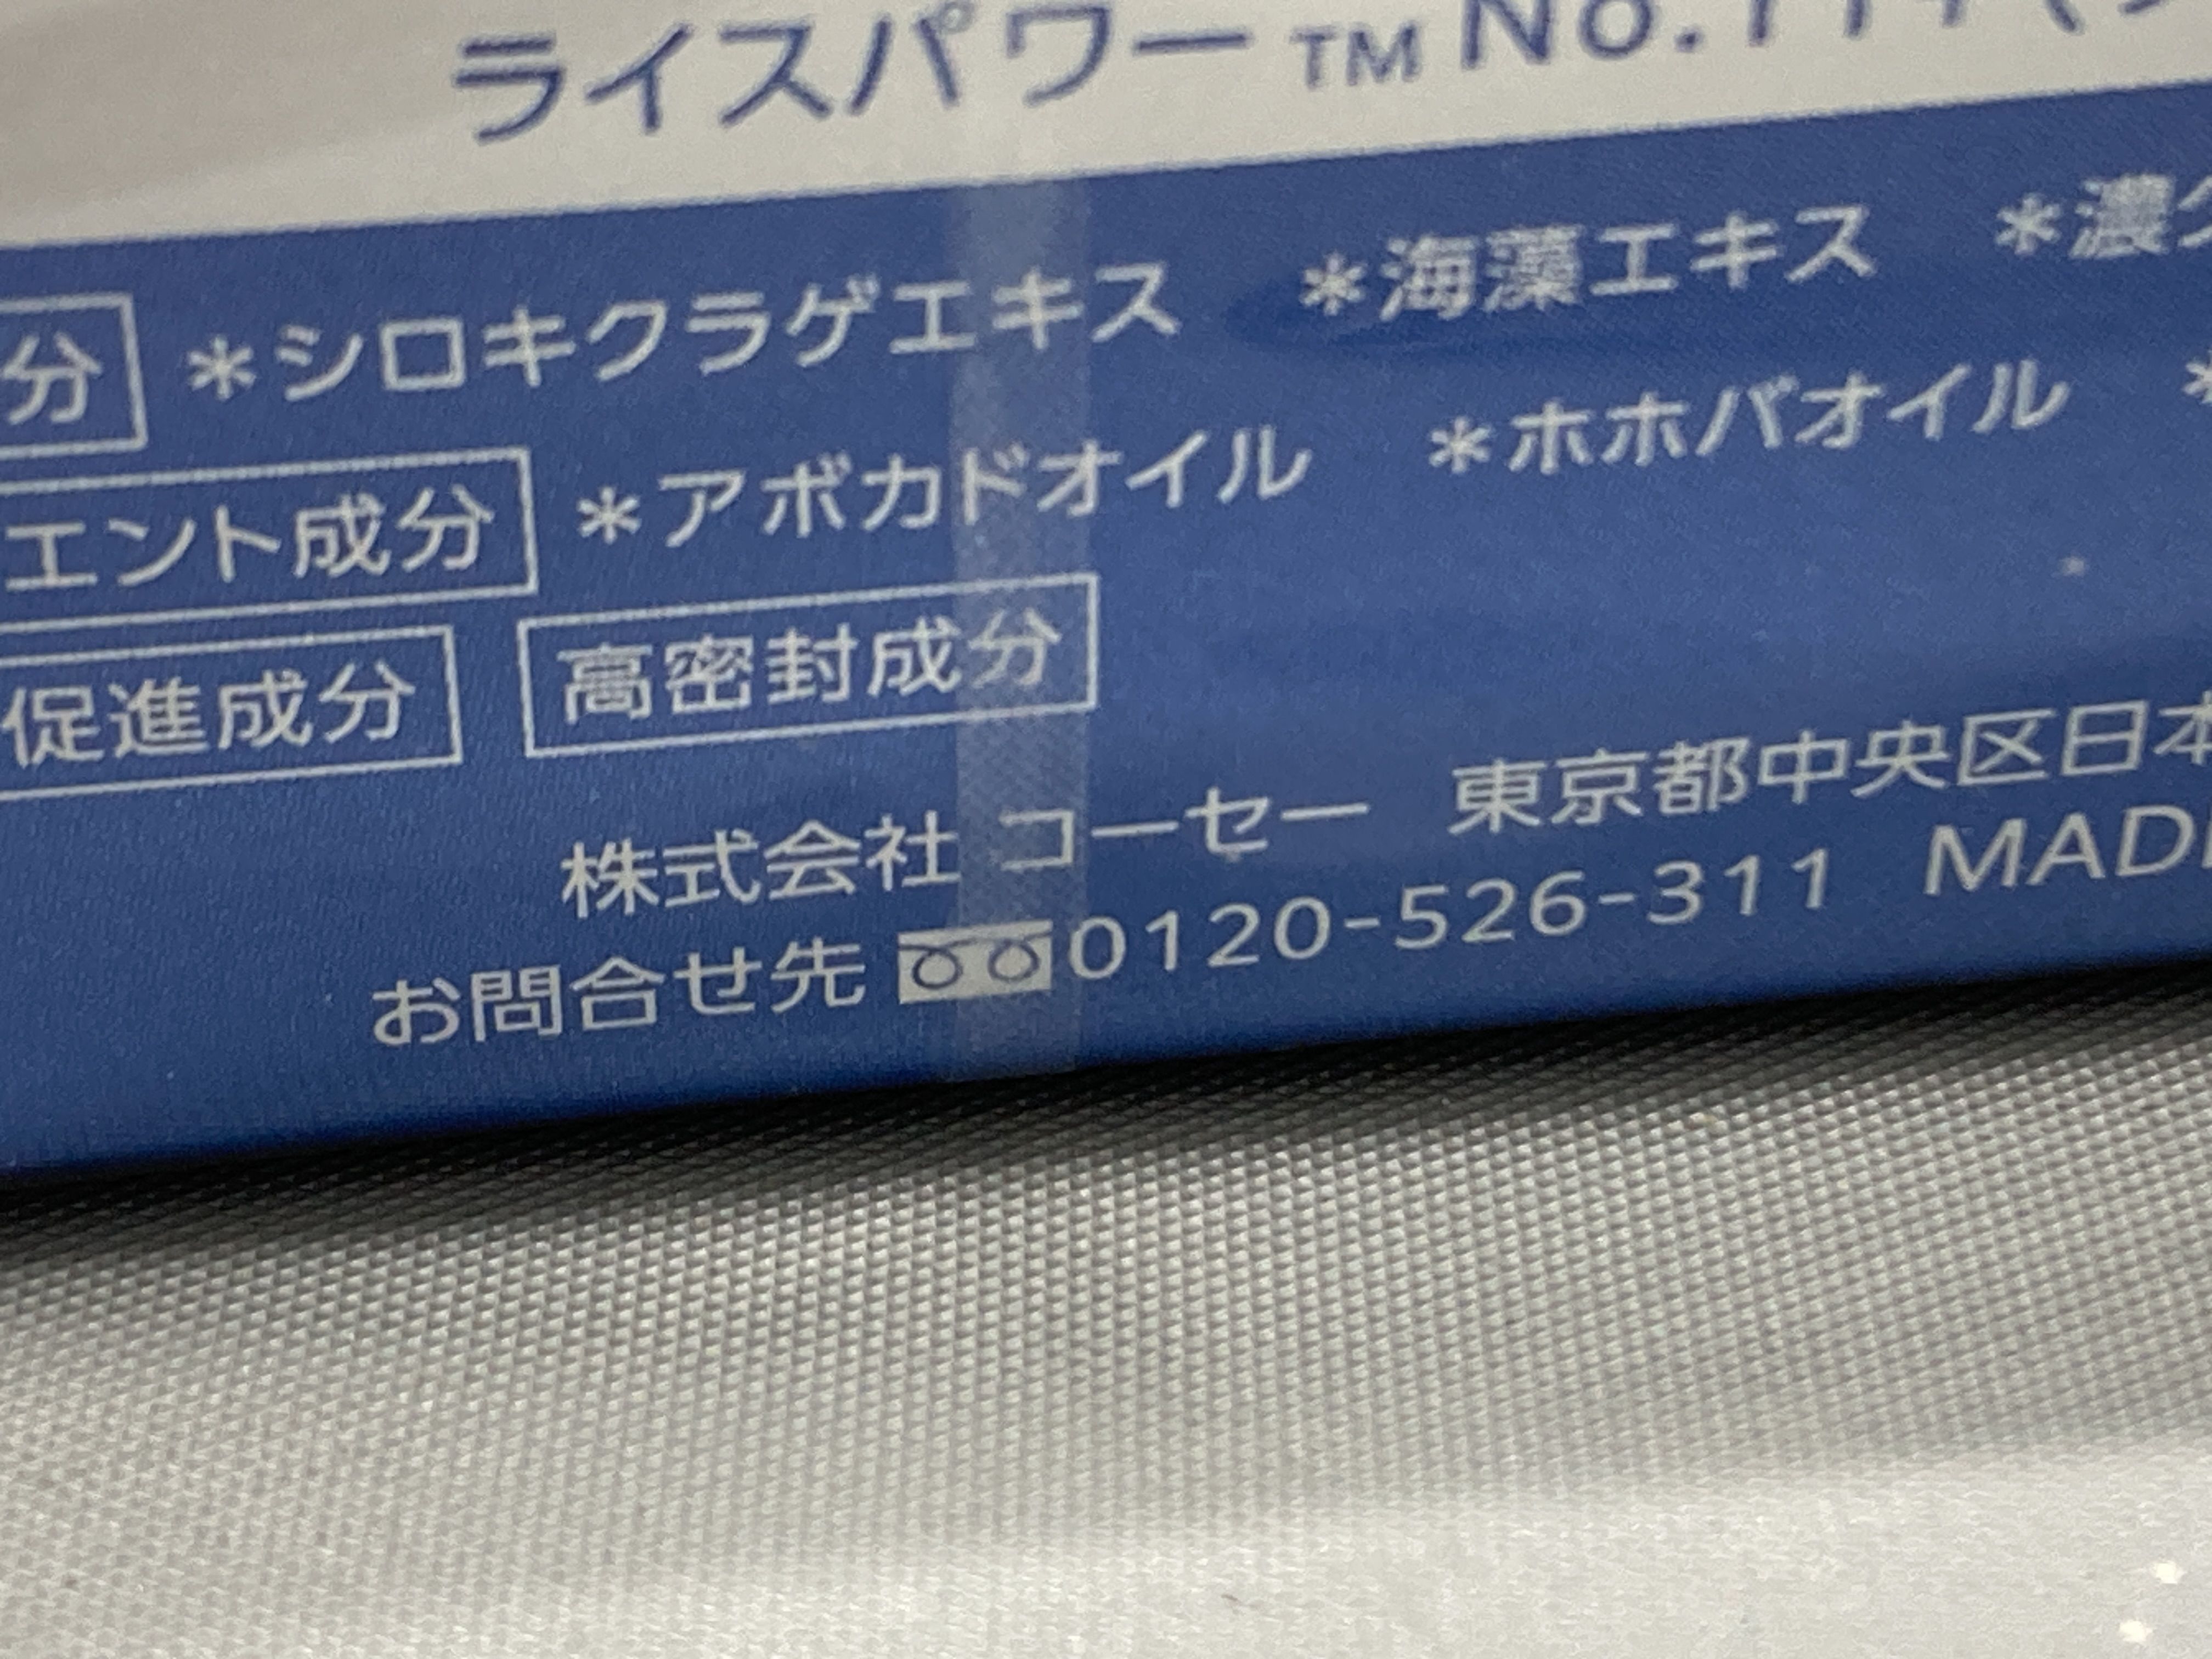 ライスパワー™ No.
分 *シロキクラゲエキス *海藻エキス *濃
エント成分 *アボカドオイル *ホホバオイル *
促進成分 高密封成分
株式会社 コーセー 東京都中央区日本
お問合せ先 0120-526-311 MADE